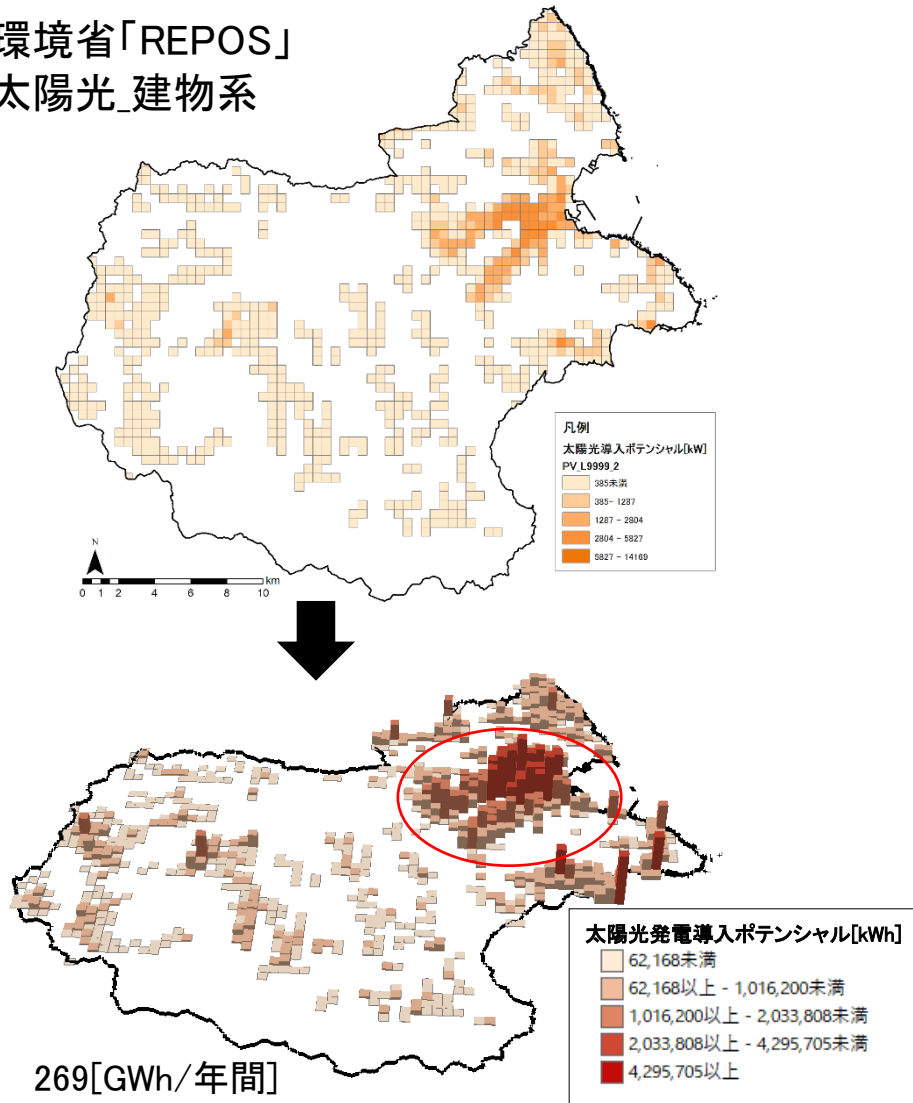 環境省「REPOS」
太陽光_建物系
凡例
太陽光導入ポテンシャル[kW]
PV_L9999_2
385未満
385- 1287
1287 - 2804
2804 - 5827
5827 - 14169
N
km
0 1 2 4 6 8 10
太陽光発電導入ポテンシャル[kWh]
62,168未満
62,168以上 - 1,016,200未満
1,016,200以上 - 2,033,808未満
2,033,808以上 - 4,295,705未満
4,295,705以上
269[GWh/年間]